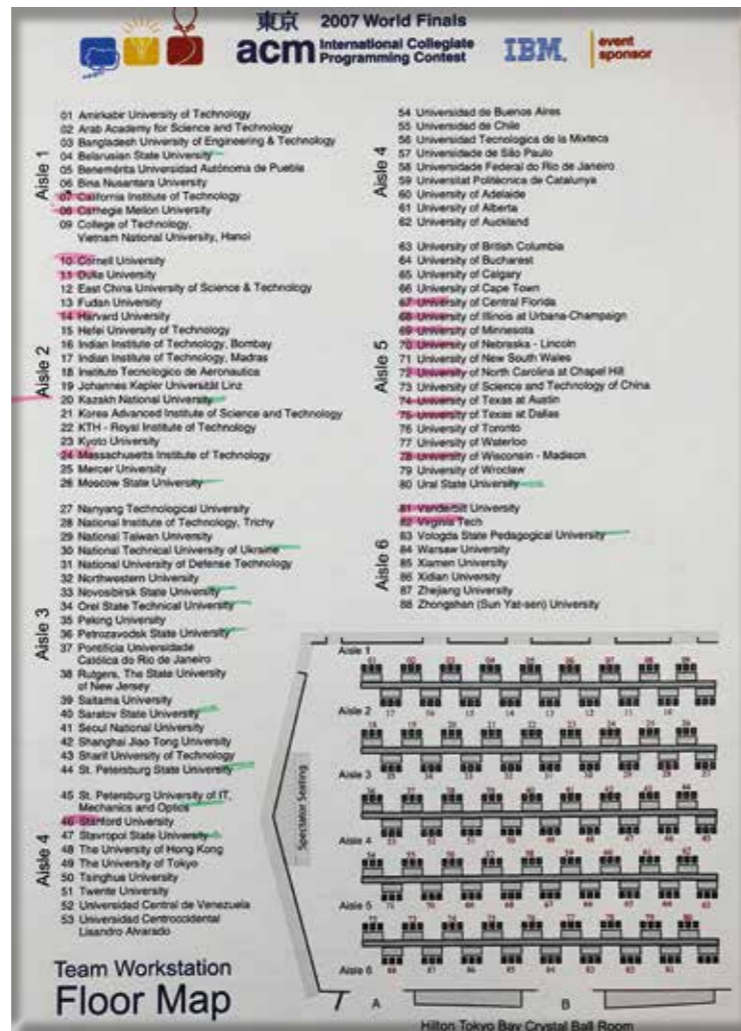 東京 2007 World Finals
acm International Collegiate
Programming Contest
IBM. event
sponsor
Aisle 1
01 Amirkabir University of Technology
02 Arab Academy for Science and Technology
03 Bangladesh University of Engineering & Technology
04 Belarusian State University
05 Benemérita Universidad Autónoma de Puebla
06 Bina Nusantara University
07 California Institute of Technology
08 Carnegie Mellon University
09 College of Technology,
Vietnam National University, Hanoi
Aisle 2
10 Cornell University
11 Duke University
12 East China University of Science & Technology
13 Fudan University
14 Harvard University
15 Hefei University of Technology
16 Indian Institute of Technology, Bombay
17 Indian Institute of Technology, Madras
18 Instituto Tecnologico de Aeronautica
19 Johannes Kepler Universität Linz
20 Kazakh National University
21 Korea Advanced Institute of Science and Technology
22 KTH - Royal Institute of Technology
23 Kyoto University
24 Massachusetts Institute of Technology
25 Mercer University
26 Moscow State University
Aisle 3
27 Nanyang Technological University
28 National Institute of Technology, Trichy
29 National Taiwan University
30 National Technical University of Ukraine
31 National University of Defense Technology
32 Northwestern University
33 Novosibirsk State University
34 Orel State Technical University
35 Peking University
36 Petrozavodsk State University
37 Pontifícia Universidade
Católica do Rio de Janeiro
38 Rutgers, The State University
of New Jersey
39 Saitama University
40 Saratov State University
41 Seoul National University
42 Shanghai Jiao Tong University
43 Sharif University of Technology
44 St. Petersburg State University
Aisle 4
45 St. Petersburg University of IT,
Mechanics and Optics
46 Stanford University
47 Stavropol State University
48 The University of Hong Kong
49 The University of Tokyo
50 Tsinghua University
51 Twente University
52 Universidad Central de Venezuela
53 Universidad Centroccidental
Lisandro Alvarado
Aisle 4
54 Universidad de Buenos Aires
55 Universidad de Chile
56 Universidad Tecnologica de la Mixteca
57 Universidade de São Paulo
58 Universidade Federal do Rio de Janeiro
59 Universitat Politècnica de Catalunya
60 University of Adelaide
61 University of Alberta
62 University of Auckland
Aisle 5
63 University of British Columbia
64 University of Bucharest
65 University of Calgary
66 University of Cape Town
67 University of Central Florida
68 University of Illinois at Urbana-Champaign
69 University of Minnesota
70 University of Nebraska - Lincoln
71 University of New South Wales
72 University of North Carolina at Chapel Hill
73 University of Science and Technology of China
74 University of Texas at Austin
75 University of Texas at Dallas
76 University of Toronto
77 University of Waterloo
78 University of Wisconsin - Madison
79 University of Wroclaw
80 Ural State University
Aisle 6
81 Vanderbilt University
82 Virginia Tech
83 Vologda State Pedagogical University
84 Warsaw University
85 Xiamen University
86 Xidian University
87 Zhejiang University
88 Zhongshan (Sun Yat-sen) University
Aisle 1
Aisle 2
Aisle 3
Aisle 4
Aisle 5
Aisle 6
Spectator Seating
A B
Hilton Tokyo Bay Crystal Ball Room
Team Workstation
Floor Map